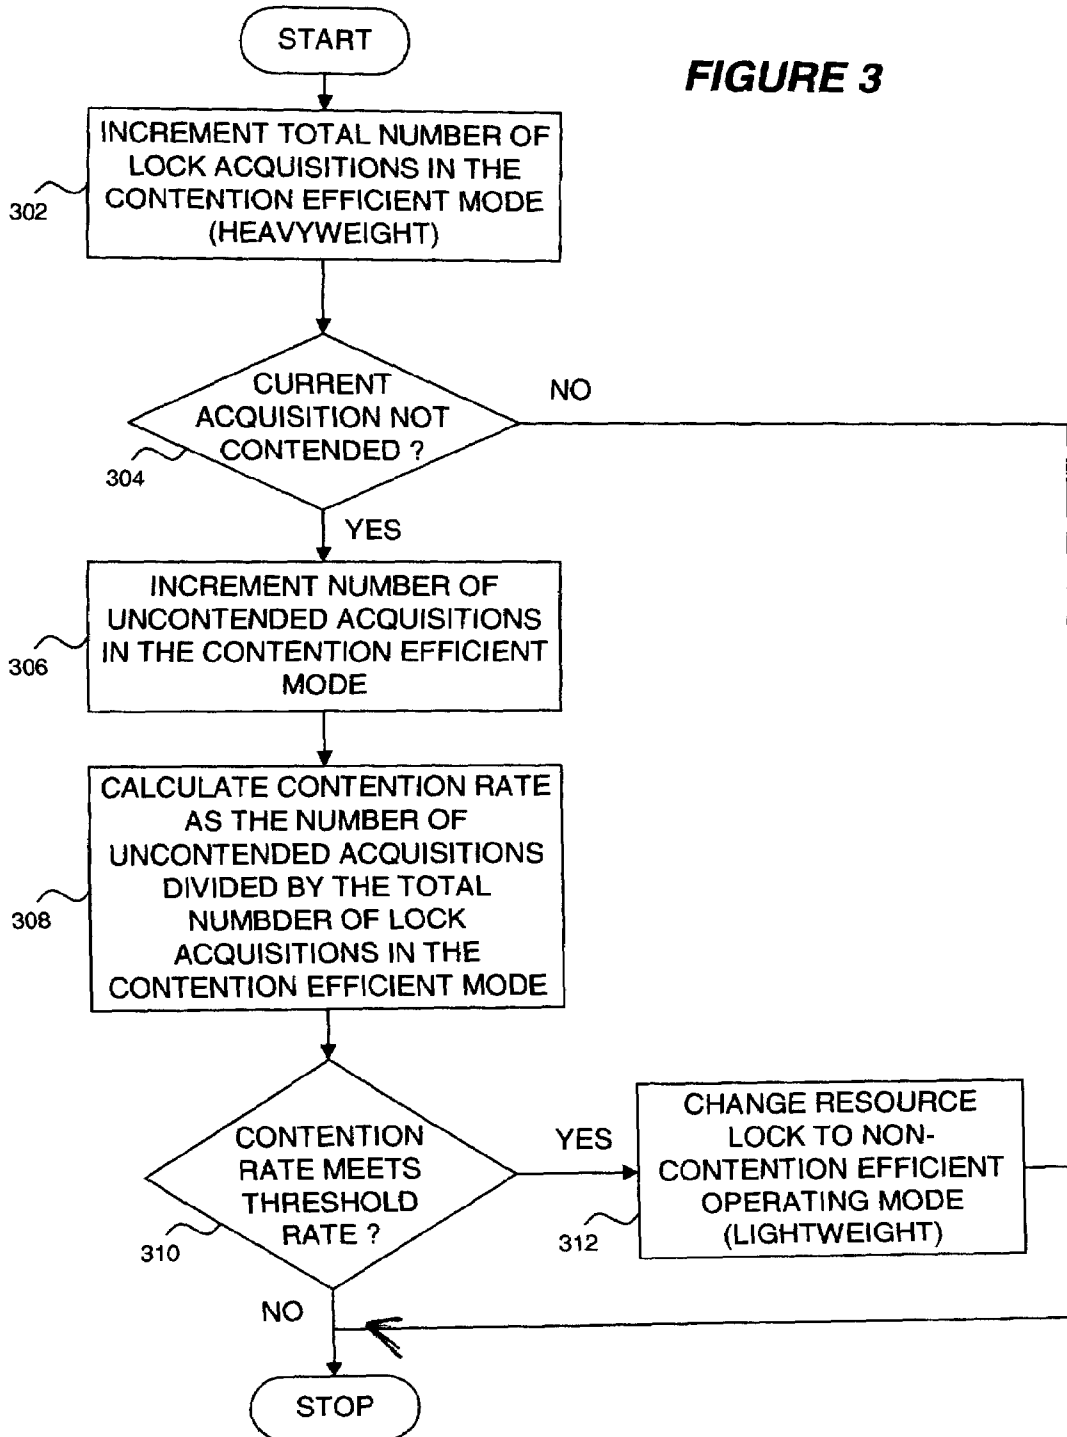 START
FIGURE 3
INCREMENT TOTAL NUMBER OF
LOCK ACQUISITIONS IN THE
CONTENTION EFFICIENT MODE
(HEAVYWEIGHT)
302
CURRENT
ACQUISITION NOT
CONTENDED ?
NO
304
YES
INCREMENT NUMBER OF
UNCONTENDED ACQUISITIONS
IN THE CONTENTION EFFICIENT
MODE
306
CALCULATE CONTENTION RATE
AS THE NUMBER OF
UNCONTENDED ACQUISITIONS
DIVIDED BY THE TOTAL
NUMBDER OF LOCK
ACQUISITIONS IN THE
CONTENTION EFFICIENT MODE
308
CONTENTION
RATE MEETS
THRESHOLD
RATE ?
310
YES
CHANGE RESOURCE
LOCK TO NON-
CONTENTION EFFICIENT
OPERATING MODE
(LIGHTWEIGHT)
312
NO
STOP